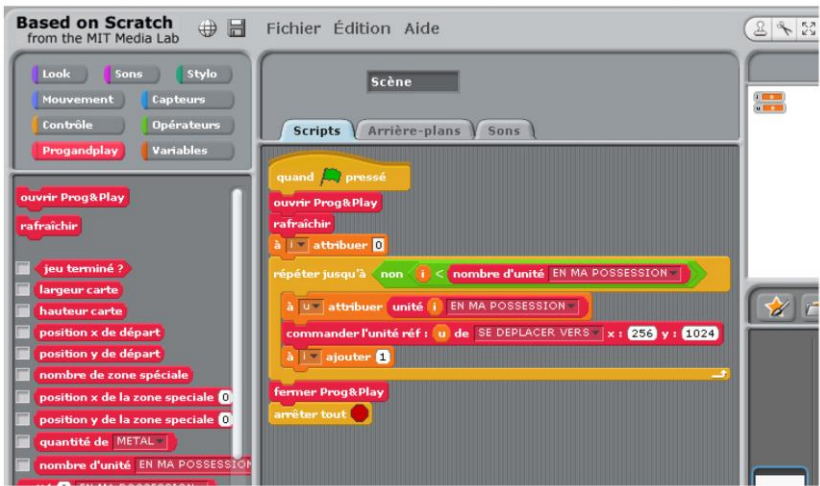 Based on Scratch
from the MIT Media Lab
Fichier Édition Aide
Look Sons Stylo
Mouvement Capteurs
Contrôle Opérateurs
Progandplay Variables
ouvrir Prog&Play
rafraîchir
jeu terminé ?
largeur carte
hauteur carte
position x de départ
position y de départ
nombre de zone spéciale
position x de la zone speciale 0
position y de la zone speciale 0
quantité de METAL
nombre d'unité EN MA POSSESSION
Scène
Scripts Arrière-plans Sons
quand pressé
ouvrir Prog&Play
rafraîchir
à i attribuer 0
répéter jusqu'à non i < nombre d'unité EN MA POSSESSION
à u attribuer unité i EN MA POSSESSION
commander l'unité réf : u de SE DEPLACER VERS x : 256 y : 1024
à i ajouter 1
fermer Prog&Play
arrêter tout
i
u